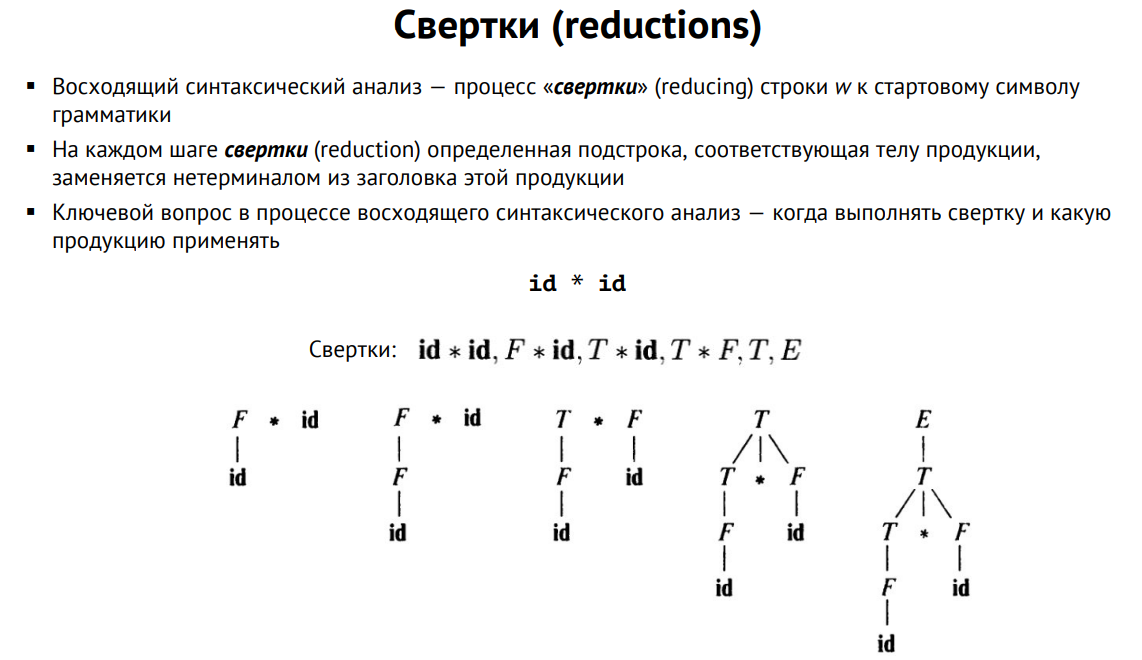 Свертки (reductions)
▪ Восходящий синтаксический анализ — процесс «свертки» (reducing) строки w к стартовому символу
грамматики
▪ На каждом шаге свертки (reduction) определенная подстрока, соответствующая телу продукции,
заменяется нетерминалом из заголовка этой продукции
▪ Ключевой вопрос в процессе восходящего синтаксического анализ — когда выполнять свертку и какую
продукцию применять
id * id
Свертки: id * id, F * id, T * id, T * F, T, E
F * id F * id T * F T E
id F F id T * F T
id id F id T * F
id F id
id